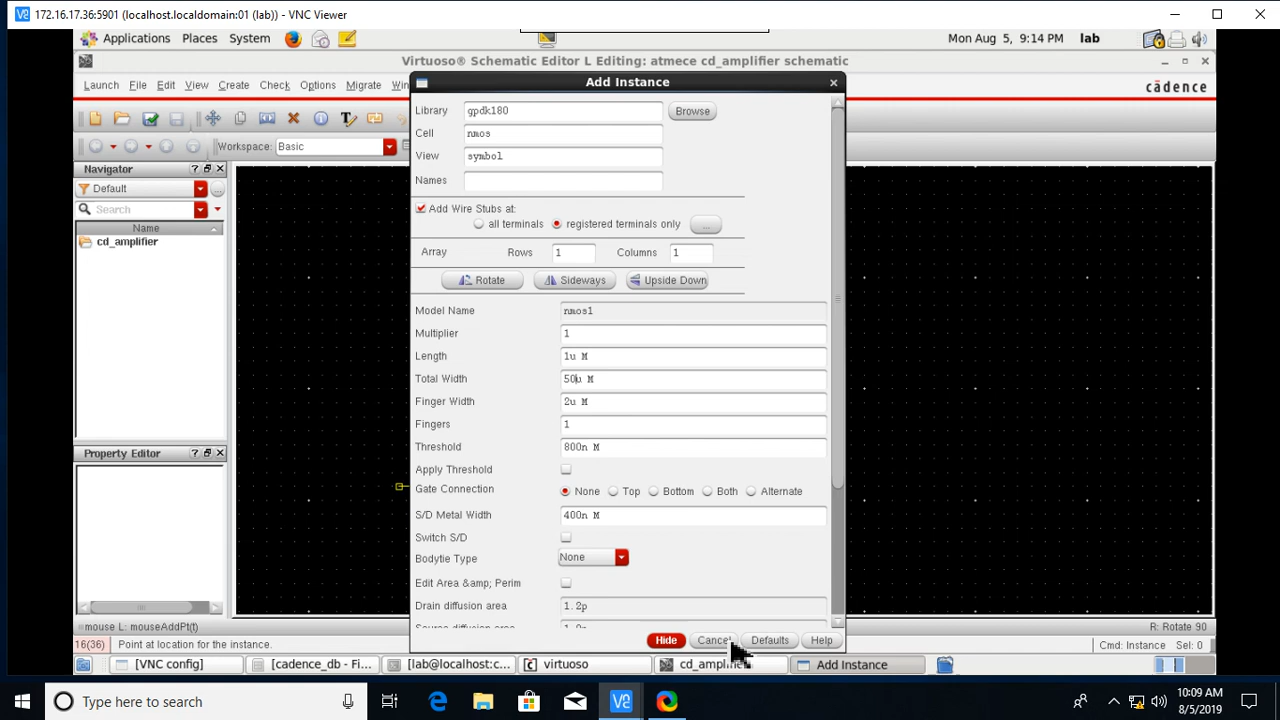 172.16.17.36:5901 (localhost.localdomain:01 (lab)) - VNC Viewer
Applications Places System
Mon Aug 5, 9:14 PM lab
Virtuoso® Schematic Editor L Editing: atmece cd_amplifier schematic
Launch File Edit View Create Check Options Migrate
cādence
Workspace: Basic
Navigator
Default
Search
Name
cd_amplifier
Property Editor
Add Instance
Library gpdk180 Browse
Cell nmos
View symbol
Names
Add Wire Stubs at:
all terminals registered terminals only ...
Array Rows 1 Columns 1
Rotate Sideways Upside Down
Model Name nmos1
Multiplier 1
Length 1u M
Total Width 50u M
Finger Width 2u M
Fingers 1
Threshold 800n M
Apply Threshold
Gate Connection None Top Bottom Both Alternate
S/D Metal Width 400n M
Switch S/D
Bodytie Type None
Edit Area &amp; Perim
Drain diffusion area 1.2p
Hide Cancel Defaults Help
mouse L: mouseAddPt(t)
R: Rotate 90
16(36) Point at location for the instance.
Cmd: Instance Sel: 0
[VNC config] [cadence_db - Fi... [lab@localhost:c... virtuoso Add Instance
Type here to search
10:09 AM
8/5/2019